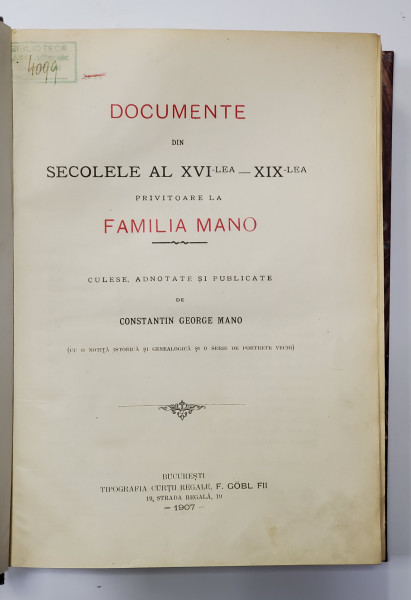 BIBLIOTECA
4099
DOCUMENTE
DIN
SECOLELE AL XVI-LEA — XIX-LEA
PRIVITOARE LA
FAMILIA MANO
CULESE, ADNOTATE ȘI PUBLICATE
DE
CONSTANTIN GEORGE MANO
(CU O NOTIȚĂ ISTORICĂ ȘI GENEALOGICĂ ȘI O SERIE DE PORTRETE VECHI)
BUCUREȘTI
TIPOGRAFIA CURȚII REGALE, F. GÖBL FII
19, STRADA REGALĂ, 19
— 1907 —